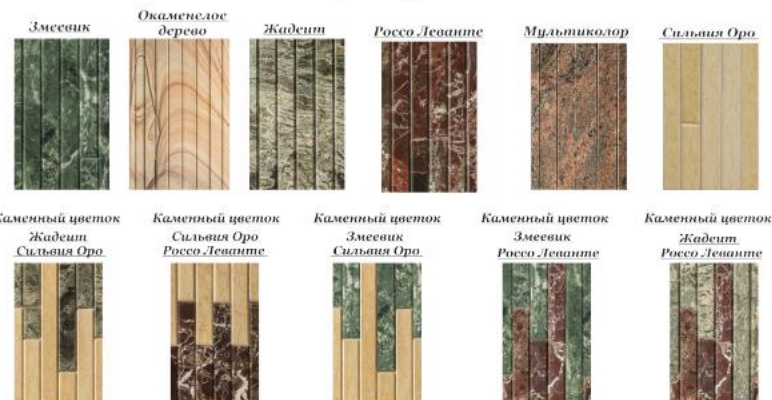 Змеевик
Окаменелое
дерево
Жадеит
Россо Леванте
Мультиколор
Сильвия Оро
Каменный цветок
Жадеит
Сильвия Оро
Каменный цветок
Сильвия Оро
Россо Леванте
Каменный цветок
Змеевик
Сильвия Оро
Каменный цветок
Змеевик
Россо Леванте
Каменный цветок
Жадеит
Россо Леванте